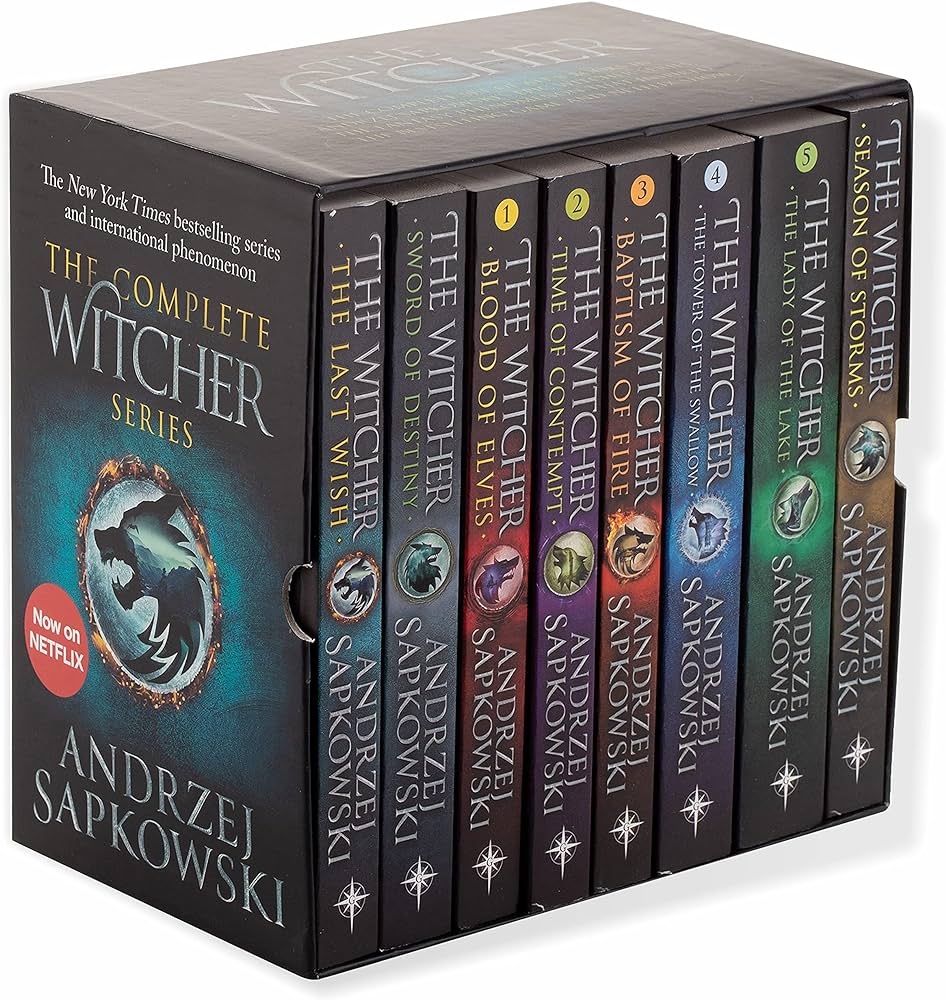 THE
WITCHER
The New York Times bestselling series
and international phenomenon
THE COMPLETE
WITCHER
SERIES
Now on
NETFLIX
ANDRZEJ
SAPKOWSKI
THE WITCHER
· THE LAST WISH ·
ANDRZEJ
SAPKOWSKI
THE WITCHER
· SWORD OF DESTINY ·
ANDRZEJ
SAPKOWSKI
1
THE WITCHER
· BLOOD OF ELVES ·
ANDRZEJ
SAPKOWSKI
2
THE WITCHER
· TIME OF CONTEMPT ·
ANDRZEJ
SAPKOWSKI
3
THE WITCHER
· BAPTISM OF FIRE ·
ANDRZEJ
SAPKOWSKI
4
THE WITCHER
· THE TOWER OF THE SWALLOW ·
ANDRZEJ
SAPKOWSKI
5
THE WITCHER
· THE LADY OF THE LAKE ·
ANDRZEJ
SAPKOWSKI
THE WITCHER
· SEASON OF STORMS ·
ANDRZEJ
SAPKOWSKI